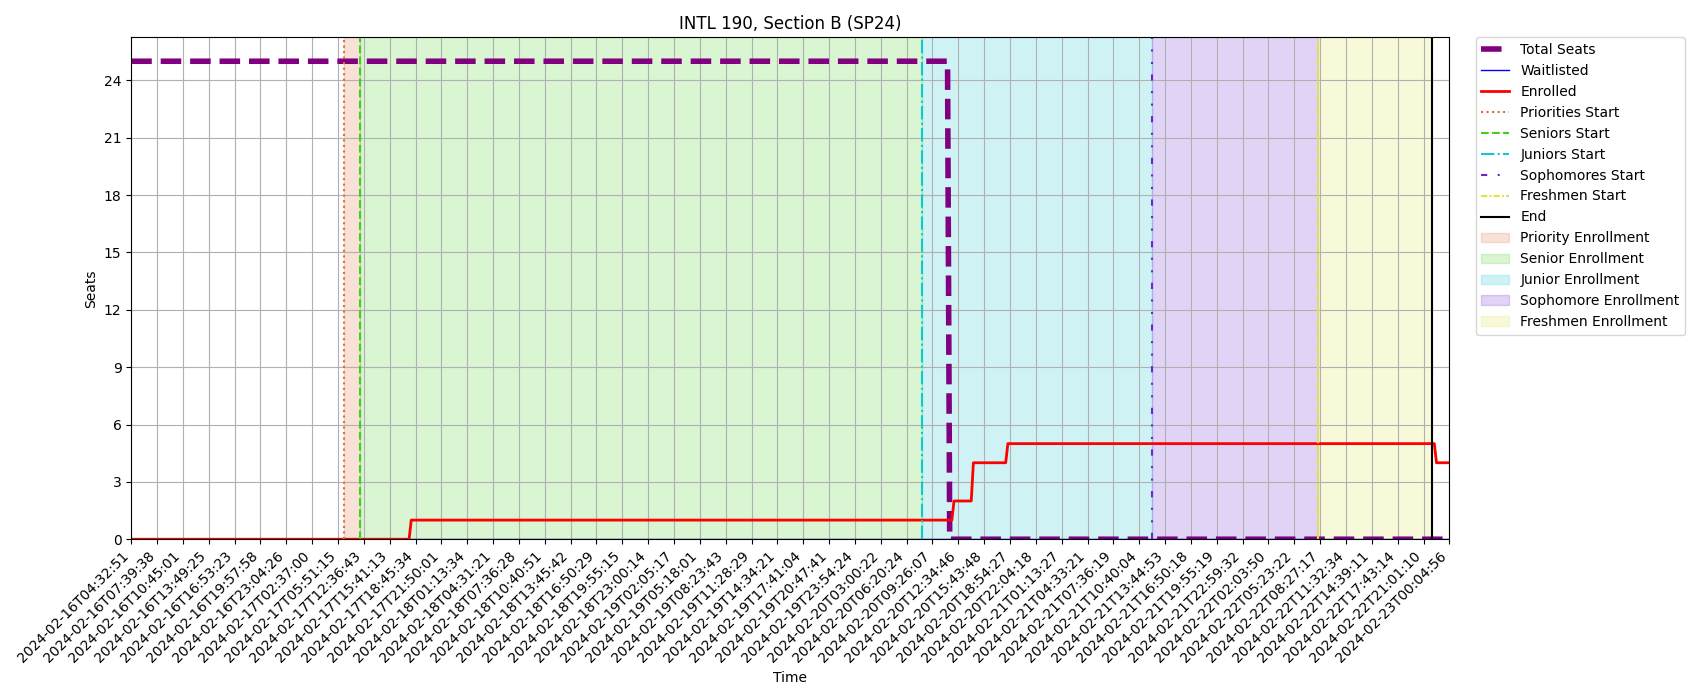 INTL 190, Section B (SP24)
Seats
24
21
18
15
12
9
6
3
0
2024-02-16T04:32:51
2024-02-16T07:39:38
2024-02-16T10:45:01
2024-02-16T13:49:25
2024-02-16T16:53:23
2024-02-16T19:57:58
2024-02-16T23:04:26
2024-02-17T02:37:00
2024-02-17T05:51:15
2024-02-17T12:36:43
2024-02-17T15:41:13
2024-02-17T18:45:34
2024-02-17T21:50:01
2024-02-18T01:13:34
2024-02-18T04:31:21
2024-02-18T07:36:28
2024-02-18T10:40:51
2024-02-18T13:45:42
2024-02-18T16:50:29
2024-02-18T19:55:15
2024-02-18T23:00:14
2024-02-19T02:05:17
2024-02-19T05:18:01
2024-02-19T08:23:43
2024-02-19T11:28:29
2024-02-19T14:34:21
2024-02-19T17:41:04
2024-02-19T20:47:41
2024-02-19T23:54:24
2024-02-20T03:00:22
2024-02-20T06:20:24
2024-02-20T09:26:07
2024-02-20T12:34:46
2024-02-20T15:43:48
2024-02-20T18:54:27
2024-02-20T22:04:18
2024-02-21T01:13:27
2024-02-21T04:33:21
2024-02-21T07:36:19
2024-02-21T10:40:04
2024-02-21T13:44:53
2024-02-21T16:50:18
2024-02-21T19:55:19
2024-02-21T22:59:32
2024-02-22T02:03:50
2024-02-22T05:23:22
2024-02-22T08:27:17
2024-02-22T11:32:34
2024-02-22T14:39:11
2024-02-22T17:43:14
2024-02-22T21:01:10
2024-02-23T00:04:56
Time
Total Seats
Waitlisted
Enrolled
Priorities Start
Seniors Start
Juniors Start
Sophomores Start
Freshmen Start
End
Priority Enrollment
Senior Enrollment
Junior Enrollment
Sophomore Enrollment
Freshmen Enrollment